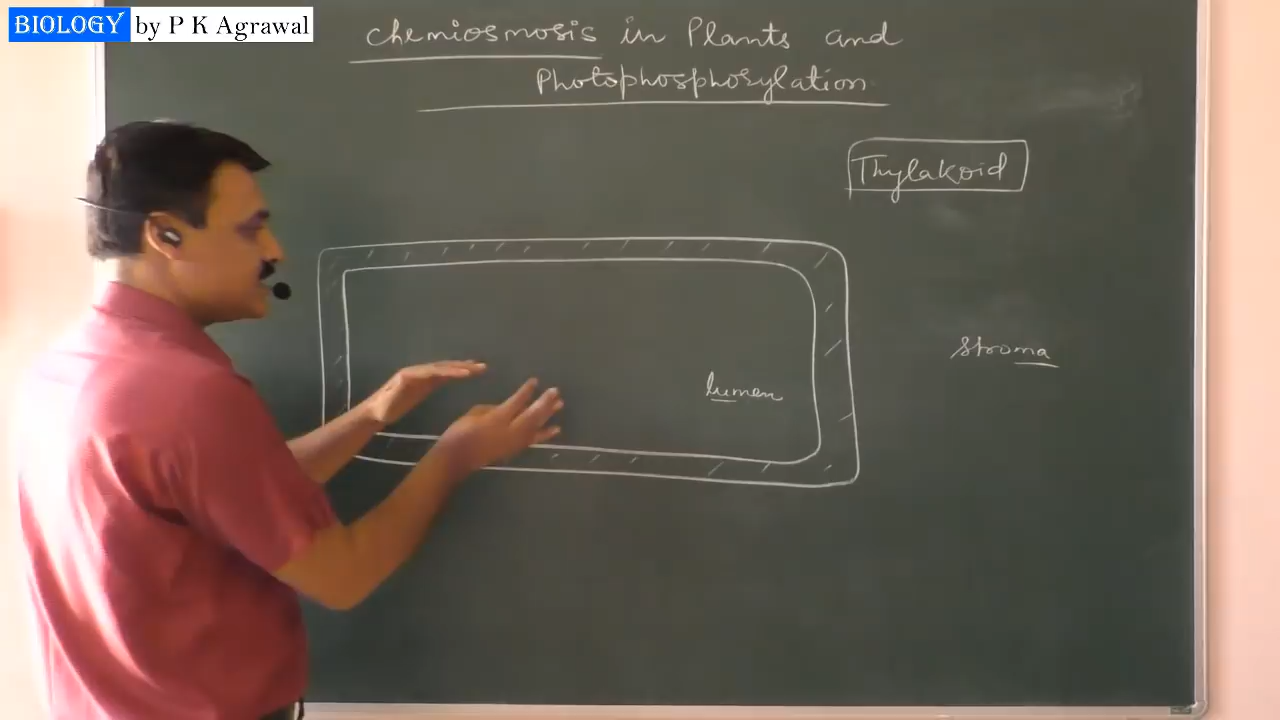 BIOLOGY by P K Agrawal
Chemiosmosis in Plants and
Photophosphorylation
Thylakoid
Stroma
lumen